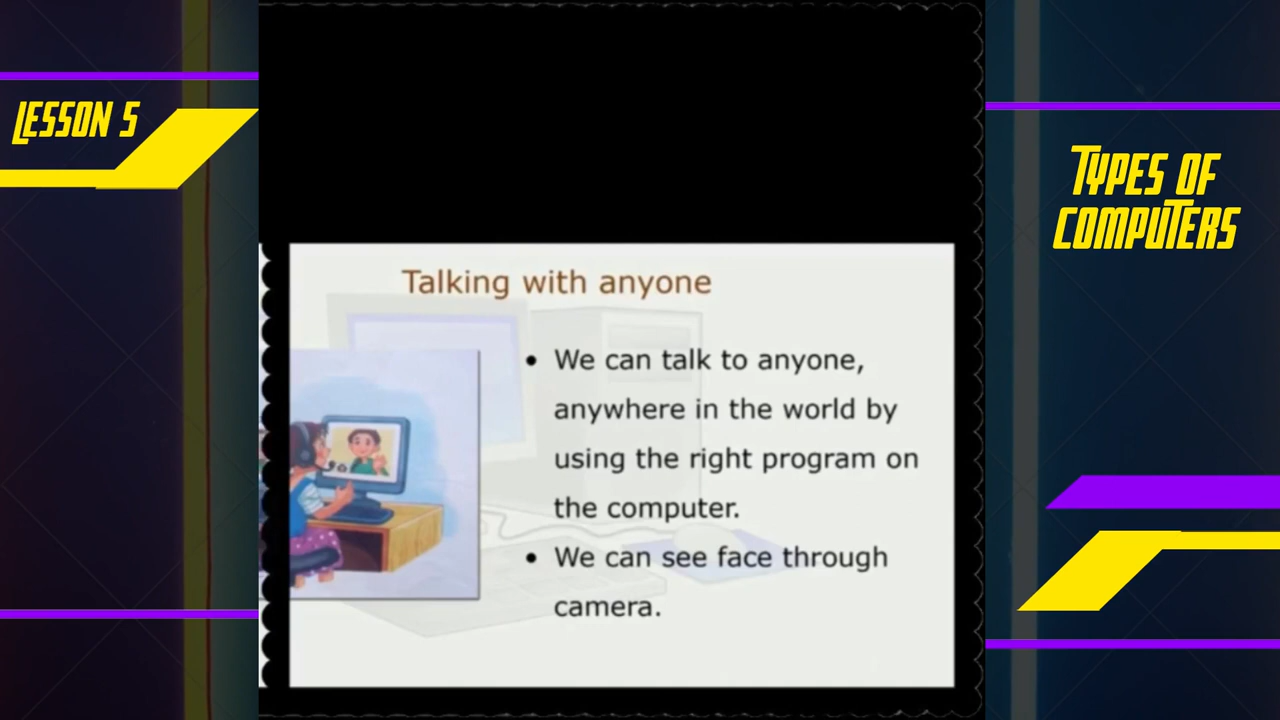 LESSON 5
TYPES OF
COMPUTERS
Talking with anyone
• We can talk to anyone,
anywhere in the world by
using the right program on
the computer.
• We can see face through
camera.